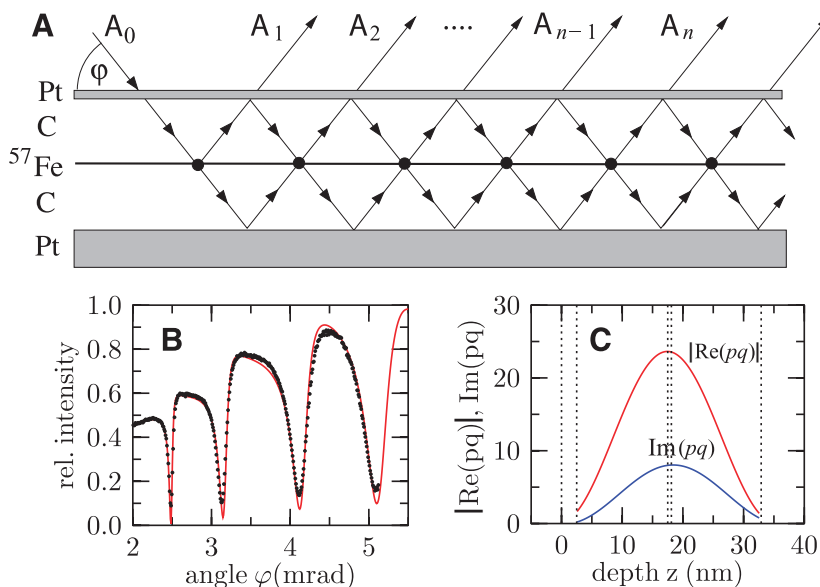 A A₀ A₁ A₂ .... Aₙ₋₁ Aₙ
φ
Pt
C
⁵⁷Fe
C
Pt
B
rel. intensity
1.0
0.8
0.6
0.4
0.2
0.0
2 3 4 5
angle φ(mrad)
C
|Re(pq)|, Im(pq)
30
20
10
0
|Re(pq)|
Im(pq)
0 10 20 30 40
depth z (nm)